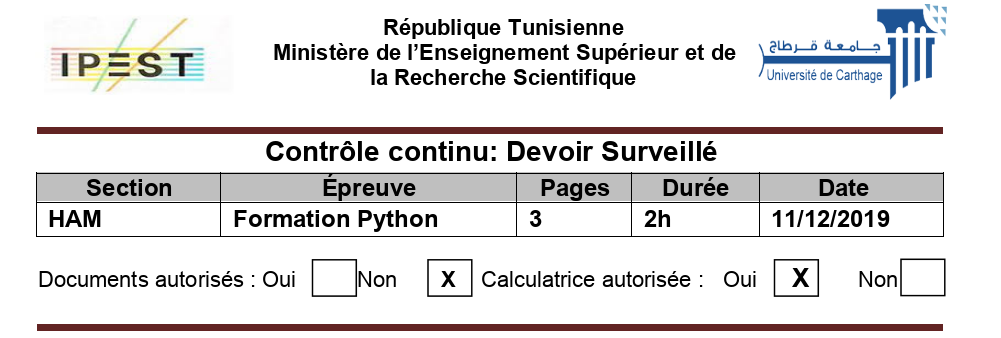 République Tunisienne
Ministère de l’Enseignement Supérieur et de
la Recherche Scientifique
IPEST
جامعة قرطاج
Université de Carthage
Contrôle continu: Devoir Surveillé
Section Épreuve Pages Durée Date
HAM Formation Python 3 2h 11/12/2019
Documents autorisés : Oui Non X Calculatrice autorisée : Oui X Non